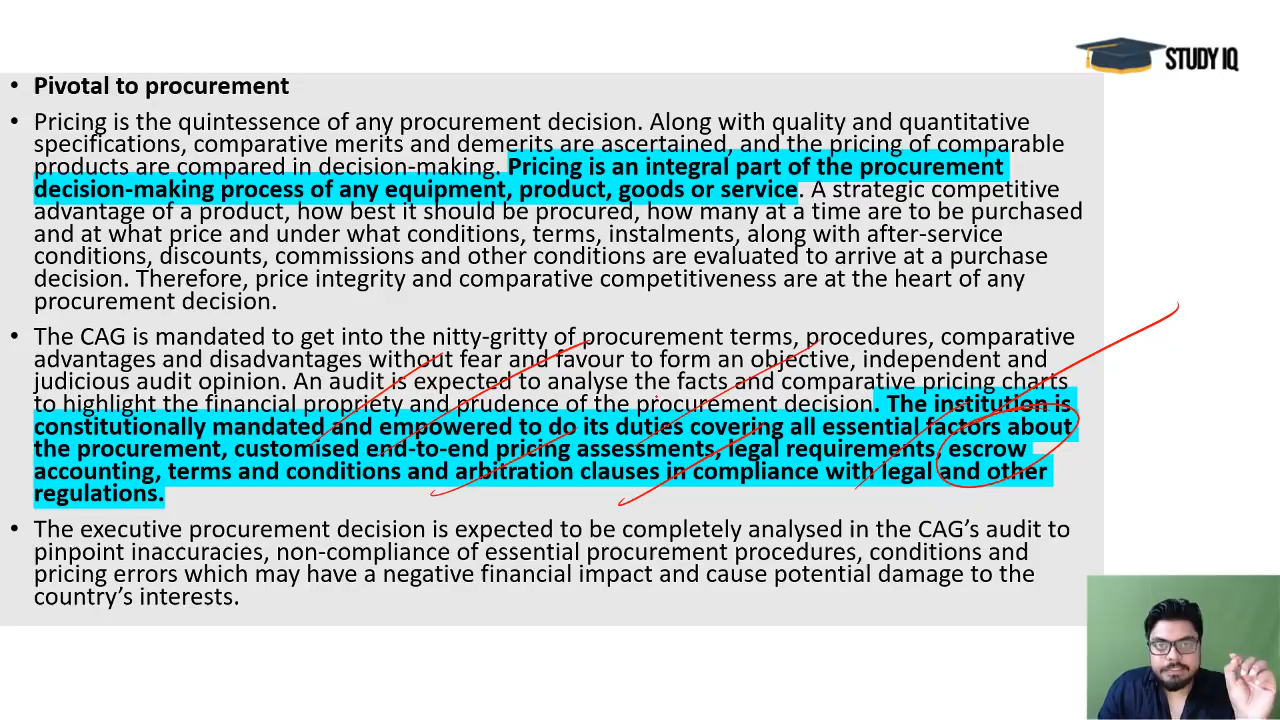 STUDY IQ
• Pivotal to procurement
• Pricing is the quintessence of any procurement decision. Along with quality and quantitative
specifications, comparative merits and demerits are ascertained, and the pricing of comparable
products are compared in decision-making. Pricing is an integral part of the procurement
decision-making process of any equipment, product, goods or service. A strategic competitive
advantage of a product, how best it should be procured, how many at a time are to be purchased
and at what price and under what conditions, terms, instalments, along with after-service
conditions, discounts, commissions and other conditions are evaluated to arrive at a purchase
decision. Therefore, price integrity and comparative competitiveness are at the heart of any
procurement decision.
• The CAG is mandated to get into the nitty-gritty of procurement terms, procedures, comparative
advantages and disadvantages without fear and favour to form an objective, independent and
judicious audit opinion. An audit is expected to analyse the facts and comparative pricing charts
to highlight the financial propriety and prudence of the procurement decision. The institution is
constitutionally mandated and empowered to do its duties covering all essential factors about
the procurement, customised end-to-end pricing assessments, legal requirements, escrow
accounting, terms and conditions and arbitration clauses in compliance with legal and other
regulations.
• The executive procurement decision is expected to be completely analysed in the CAG's audit to
pinpoint inaccuracies, non-compliance of essential procurement procedures, conditions and
pricing errors which may have a negative financial impact and cause potential damage to the
country's interests.